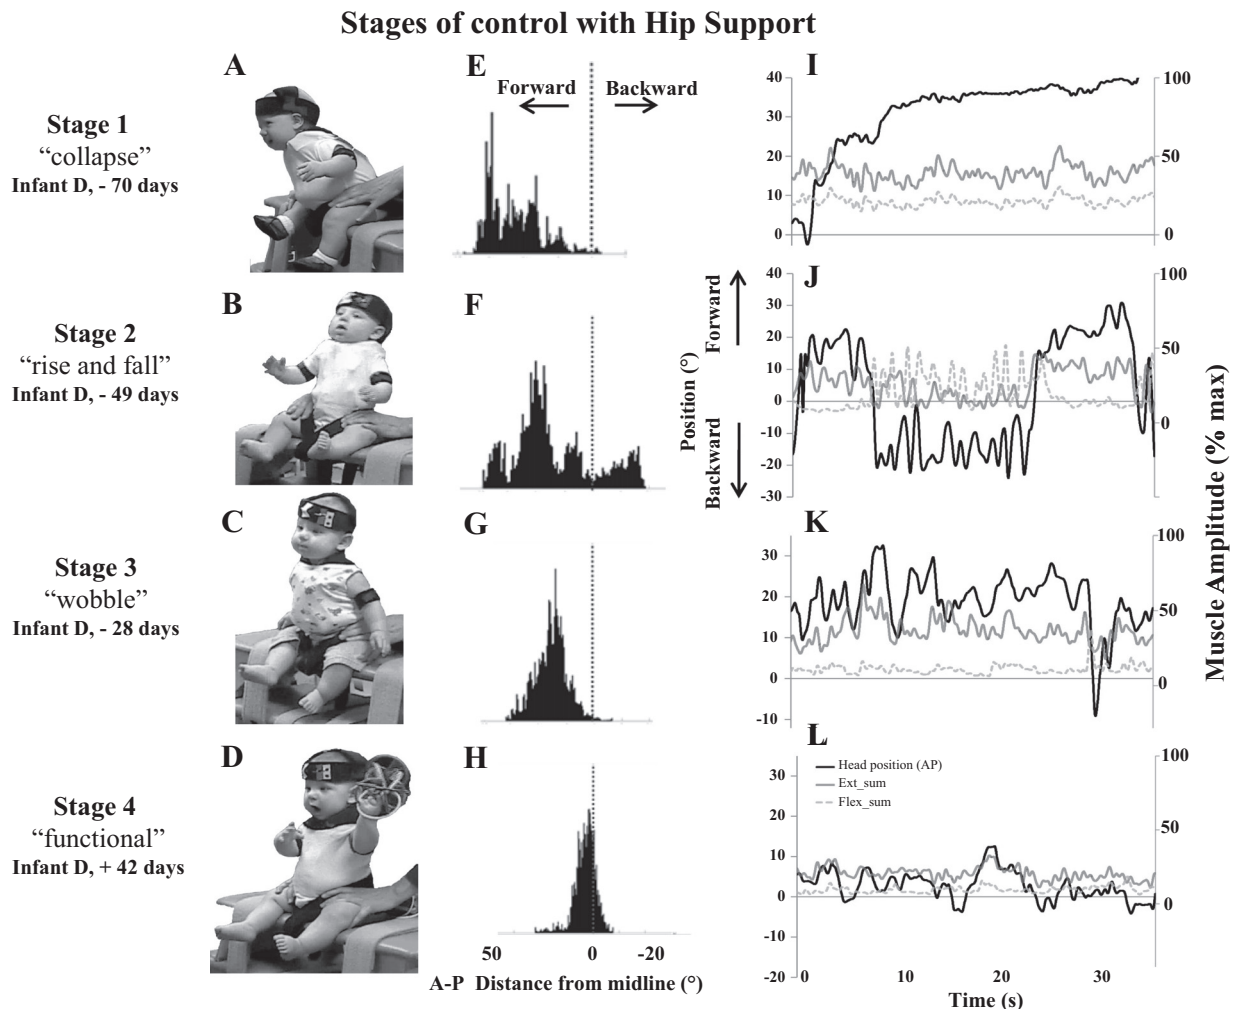 Stages of control with Hip Support
A
E
I
Forward
Backward
Stage 1
“collapse”
Infant D, - 70 days
40
30
20
10
0
100
50
0
B
F
J
Stage 2
“rise and fall”
Infant D, - 49 days
Forward
Position (°)
Backward
40
30
20
10
0
-10
-20
-30
100
50
0
Muscle Amplitude (% max)
C
G
K
Stage 3
“wobble”
Infant D, - 28 days
30
20
10
0
-10
100
50
0
D
H
L
Stage 4
“functional”
Infant D, + 42 days
Head position (AP)
Ext_sum
Flex_sum
30
20
10
0
-10
-20
100
50
0
50 0 -20
A-P Distance from midline (°)
0 10 20 30
Time (s)